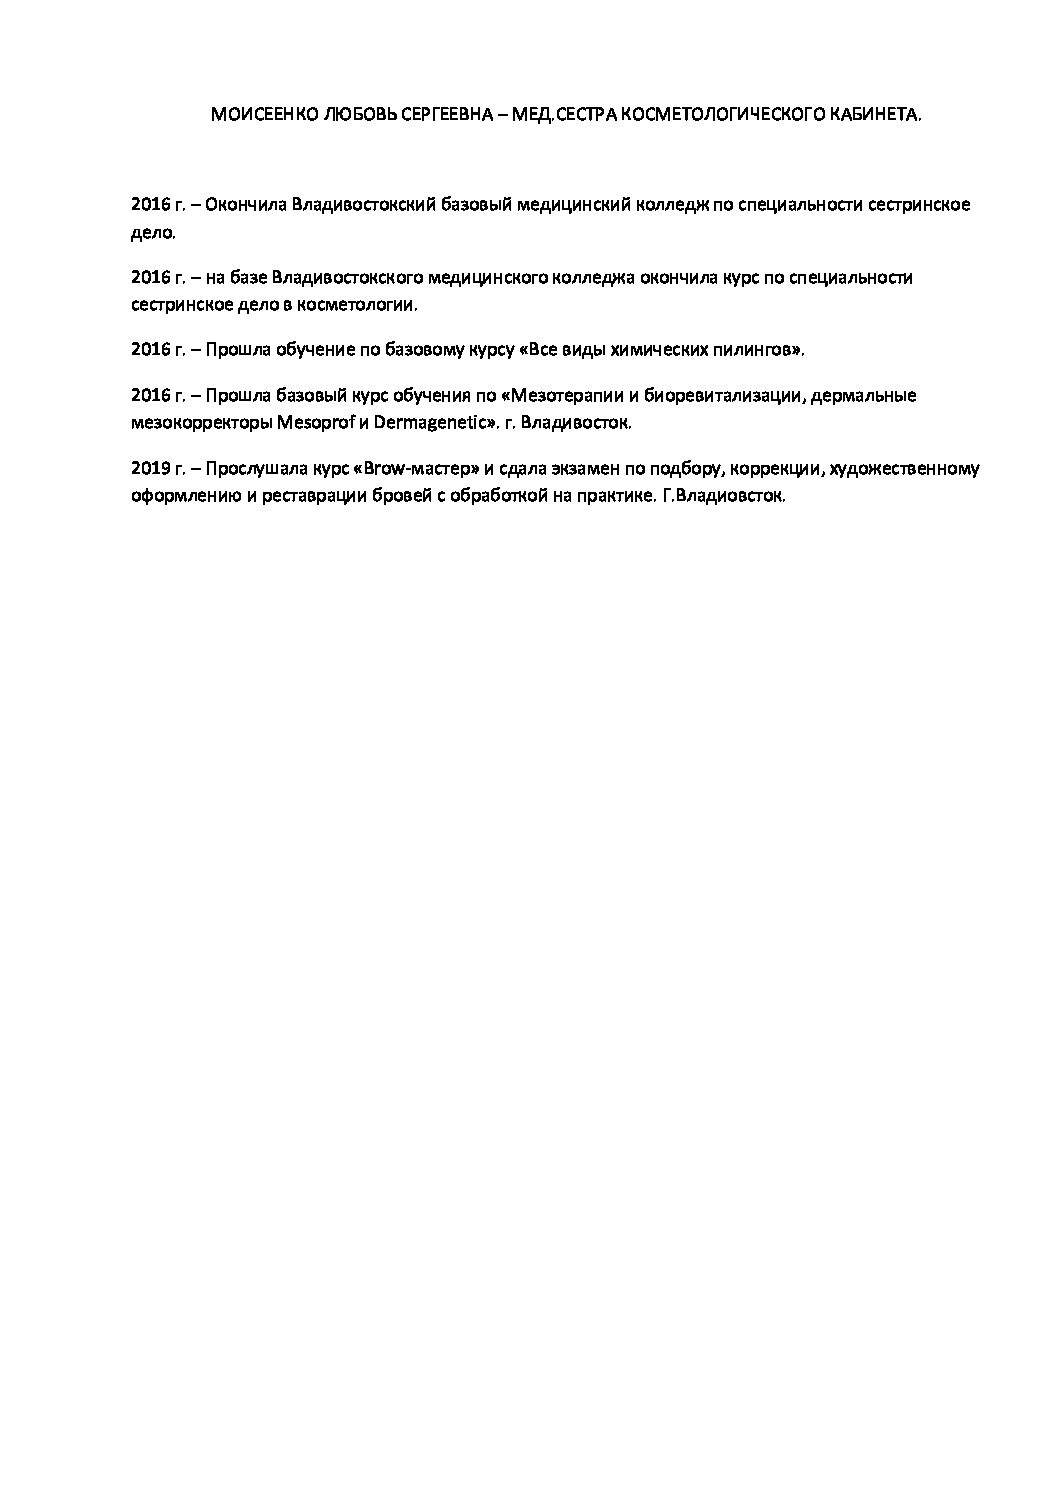 МОИСЕЕНКО ЛЮБОВЬ СЕРГЕЕВНА – МЕД.СЕСТРА КОСМЕТОЛОГИЧЕСКОГО КАБИНЕТА.
2016 г. – Окончила Владивостокский базовый медицинский колледж по специальности сестринское
дело.
2016 г. – на базе Владивостокского медицинского колледжа окончила курс по специальности
сестринское дело в косметологии.
2016 г. – Прошла обучение по базовому курсу «Все виды химических пилингов».
2016 г. – Прошла базовый курс обучения по «Мезотерапии и биоревитализации, дермальные
мезокорректоры Mesoprof и Dermagenetic». г. Владивосток.
2019 г. – Прослушала курс «Brow-мастер» и сдала экзамен по подбору, коррекции, художественному
оформлению и реставрации бровей с обработкой на практике. Г.Владиовсток.